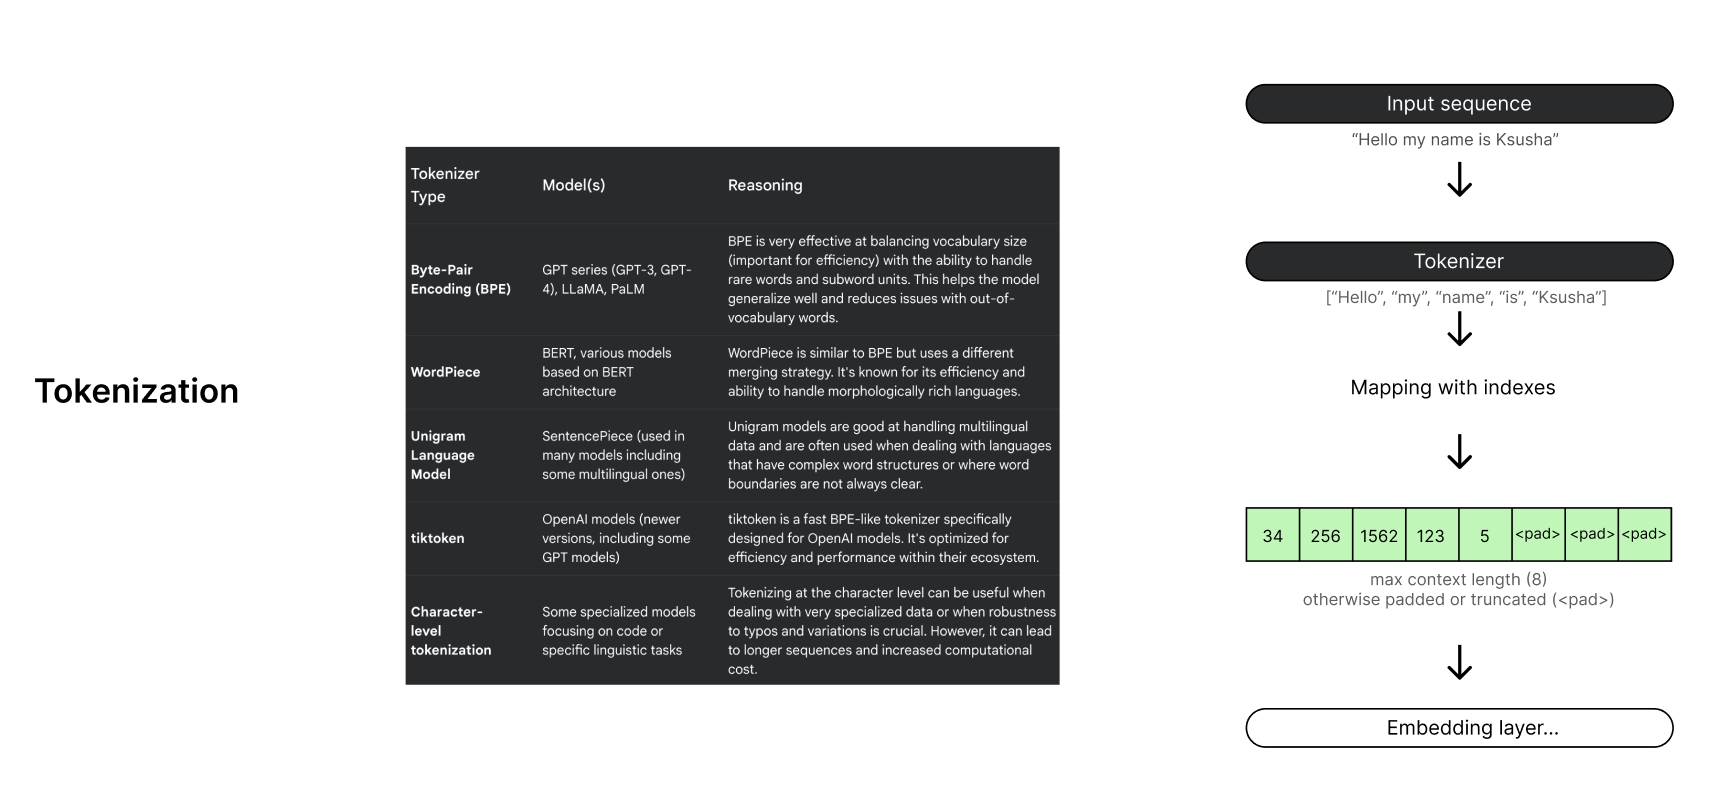 Tokenization
Tokenizer
Type
Model(s)
Reasoning
Byte-Pair
Encoding (BPE)
GPT series (GPT-3, GPT-
4), LLaMA, PaLM
BPE is very effective at balancing vocabulary size
(important for efficiency) with the ability to handle
rare words and subword units. This helps the model
generalize well and reduces issues with out-of-
vocabulary words.
WordPiece
BERT, various models
based on BERT
architecture
WordPiece is similar to BPE but uses a different
merging strategy. It's known for its efficiency and
ability to handle morphologically rich languages.
Unigram
Language
Model
SentencePiece (used in
many models including
some multilingual ones)
Unigram models are good at handling multilingual
data and are often used when dealing with languages
that have complex word structures or where word
boundaries are not always clear.
tiktoken
OpenAI models (newer
versions, including some
GPT models)
tiktoken is a fast BPE-like tokenizer specifically
designed for OpenAI models. It's optimized for
efficiency and performance within their ecosystem.
Character-
level
tokenization
Some specialized models
focusing on code or
specific linguistic tasks
Tokenizing at the character level can be useful when
dealing with very specialized data or when robustness
to typos and variations is crucial. However, it can lead
to longer sequences and increased computational
cost.
Input sequence
“Hello my name is Ksusha”
Tokenizer
[“Hello”, “my”, “name”, “is”, “Ksusha”]
Mapping with indexes
34 256 1562 123 5 <pad> <pad> <pad>
max context length (8)
otherwise padded or truncated (<pad>)
Embedding layer...